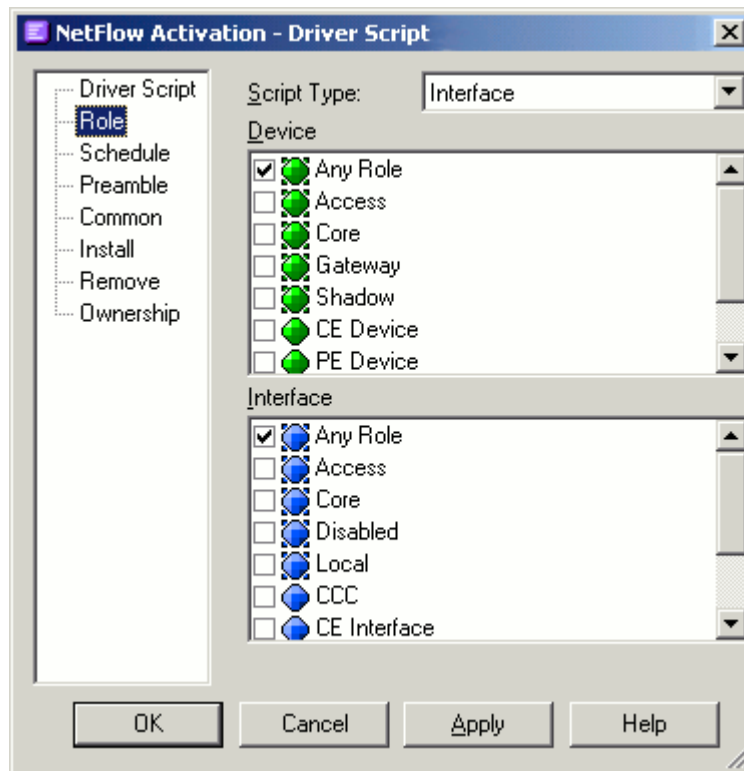 NetFlow Activation - Driver Script
Driver Script
Role
Schedule
Preamble
Common
Install
Remove
Ownership
Script Type: Interface
Device
Any Role
Access
Core
Gateway
Shadow
CE Device
PE Device
Interface
Any Role
Access
Core
Disabled
Local
CCC
CE Interface
OK Cancel Apply Help